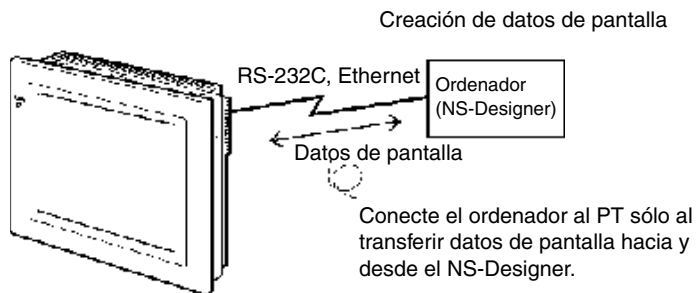 Creación de datos de pantalla
RS-232C, Ethernet
Ordenador
(NS-Designer)
Datos de pantalla
Conecte el ordenador al PT sólo al
transferir datos de pantalla hacia y
desde el NS-Designer.